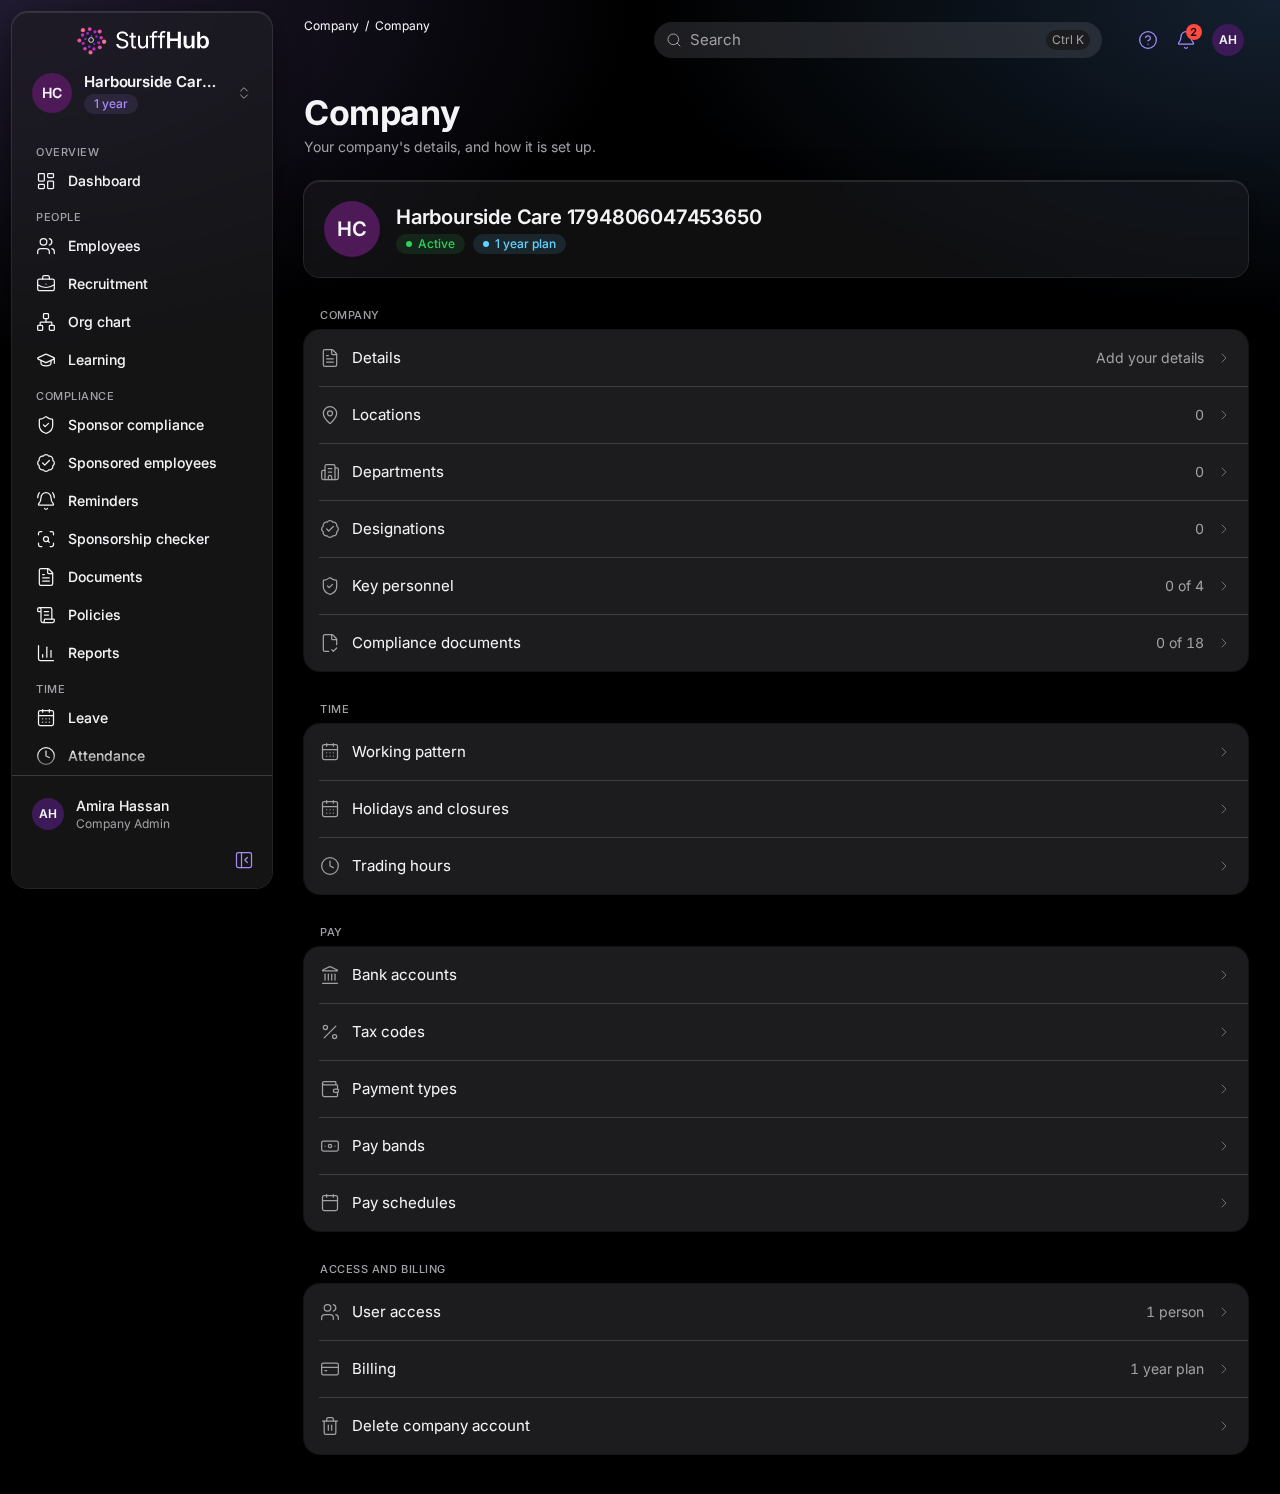 StuffHub
Harbourside Car...
HC
1 year
OVERVIEW
Dashboard
PEOPLE
Employees
Recruitment
Org chart
Learning
COMPLIANCE
Sponsor compliance
Sponsored employees
Reminders
Sponsorship checker
Documents
Policies
Reports
TIME
Leave
Attendance
AH
Amira Hassan
Company Admin
Company / Company
Search
Ctrl K
2
AH
Company
Your company's details, and how it is set up.
HC
Harbourside Care 1794806047453650
Active
1 year plan
COMPANY
Details Add your details
Locations 0
Departments 0
Designations 0
Key personnel 0 of 4
Compliance documents 0 of 18
TIME
Working pattern
Holidays and closures
Trading hours
PAY
Bank accounts
Tax codes
Payment types
Pay bands
Pay schedules
ACCESS AND BILLING
User access 1 person
Billing 1 year plan
Delete company account